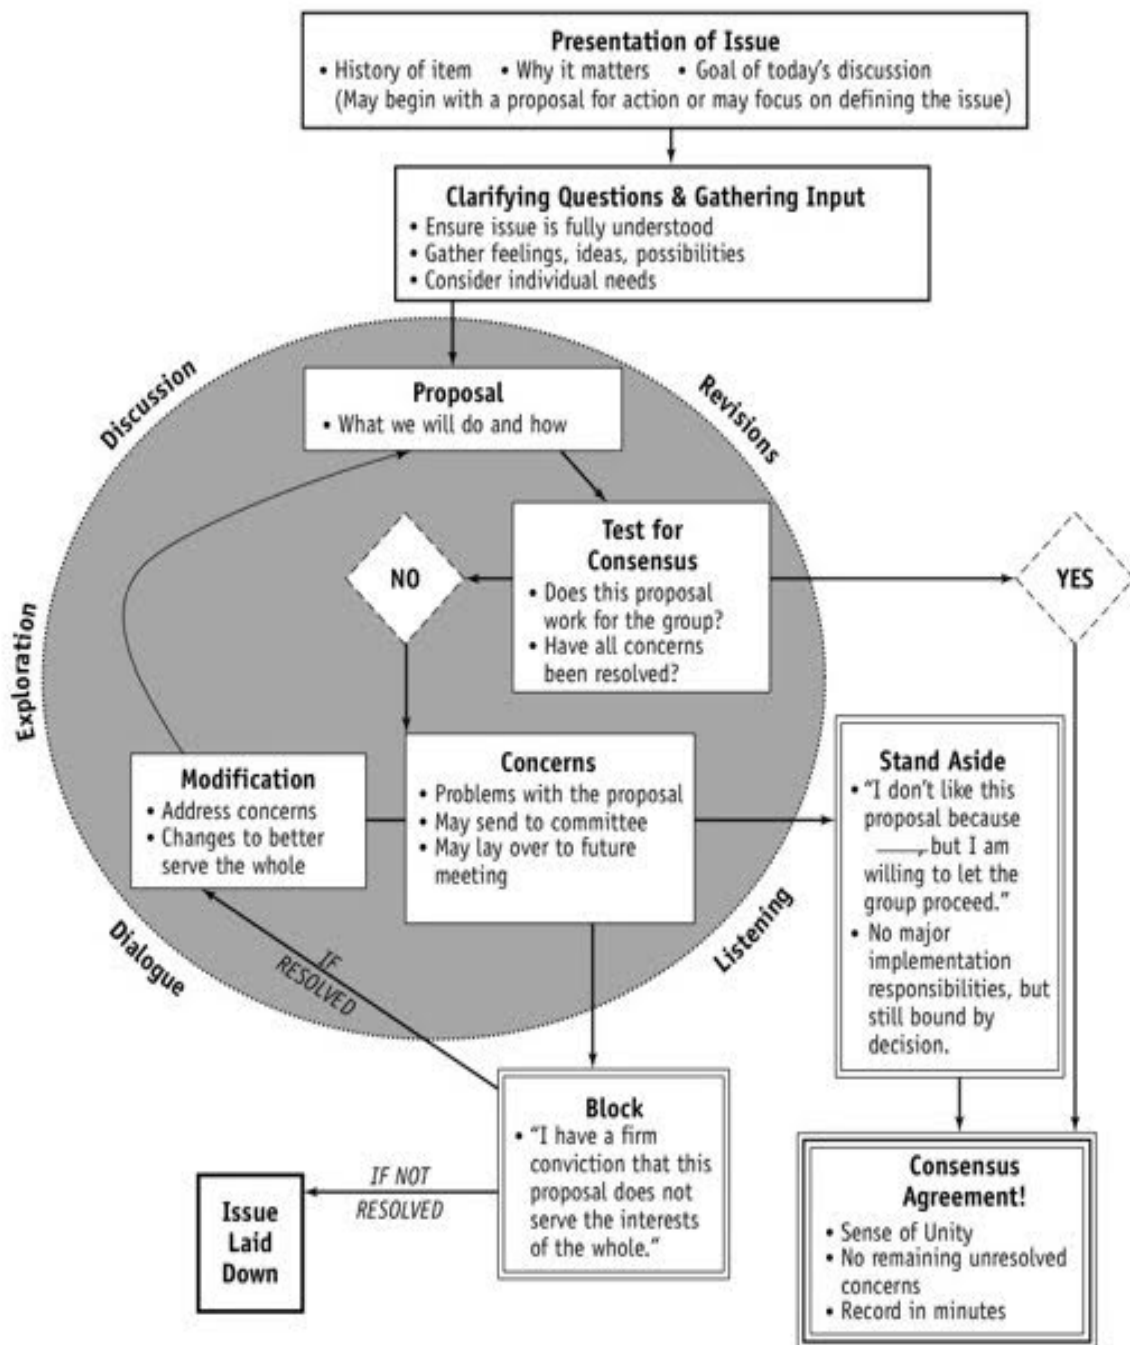 Presentation of Issue
• History of item • Why it matters • Goal of today's discussion
(May begin with a proposal for action or may focus on defining the issue)
Clarifying Questions & Gathering Input
• Ensure issue is fully understood
• Gather feelings, ideas, possibilities
• Consider individual needs
Discussion
Revisions
Proposal
• What we will do and how
Test for
Consensus
• Does this proposal
work for the group?
• Have all concerns
been resolved?
NO
YES
Exploration
Modification
• Address concerns
• Changes to better
serve the whole
Concerns
• Problems with the proposal
• May send to committee
• May lay over to future
meeting
Stand Aside
• "I don't like this
proposal because
____, but I am
willing to let the
group proceed."
• No major
implementation
responsibilities, but
still bound by
decision.
Dialogue
Listening
IF
RESOLVED
Block
• "I have a firm
conviction that this
proposal does not
serve the interests
of the whole."
IF NOT
RESOLVED
Issue
Laid
Down
Consensus
Agreement!
• Sense of Unity
• No remaining unresolved
concerns
• Record in minutes